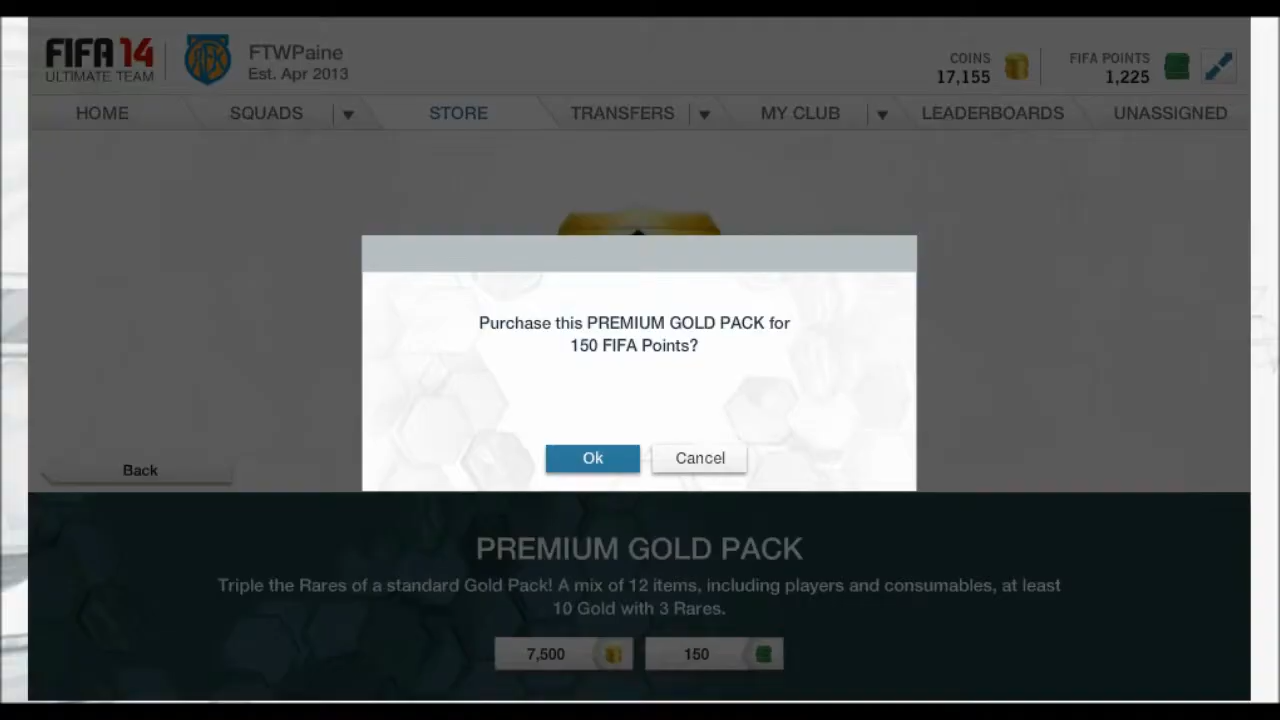 FIFA 14
ULTIMATE TEAM
FTWPaine
Est. Apr 2013
COINS
17,155
FIFA POINTS
1,225
HOME
SQUADS
STORE
TRANSFERS
MY CLUB
LEADERBOARDS
UNASSIGNED
Purchase this PREMIUM GOLD PACK for
150 FIFA Points?
Ok
Cancel
Back
PREMIUM GOLD PACK
Triple the Rares of a standard Gold Pack! A mix of 12 items, including players and consumables, at least
10 Gold with 3 Rares.
7,500
150